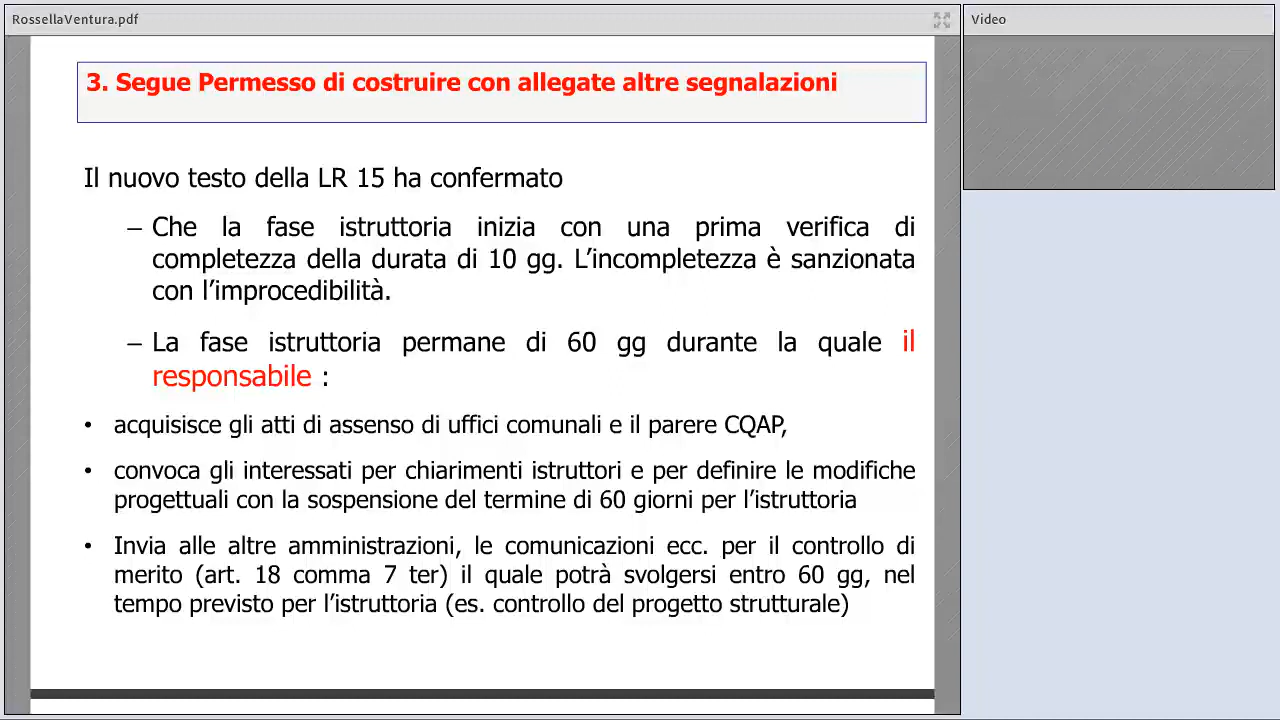 RossellaVentura.pdf
Video
3. Segue Permesso di costruire con allegate altre segnalazioni
Il nuovo testo della LR 15 ha confermato
– Che la fase istruttoria inizia con una prima verifica di
completezza della durata di 10 gg. L’incompletezza è sanzionata
con l’improcedibilità.
– La fase istruttoria permane di 60 gg durante la quale il
responsabile :
• acquisisce gli atti di assenso di uffici comunali e il parere CQAP,
• convoca gli interessati per chiarimenti istruttori e per definire le modifiche
progettuali con la sospensione del termine di 60 giorni per l’istruttoria
• Invia alle altre amministrazioni, le comunicazioni ecc. per il controllo di
merito (art. 18 comma 7 ter) il quale potrà svolgersi entro 60 gg, nel
tempo previsto per l’istruttoria (es. controllo del progetto strutturale)